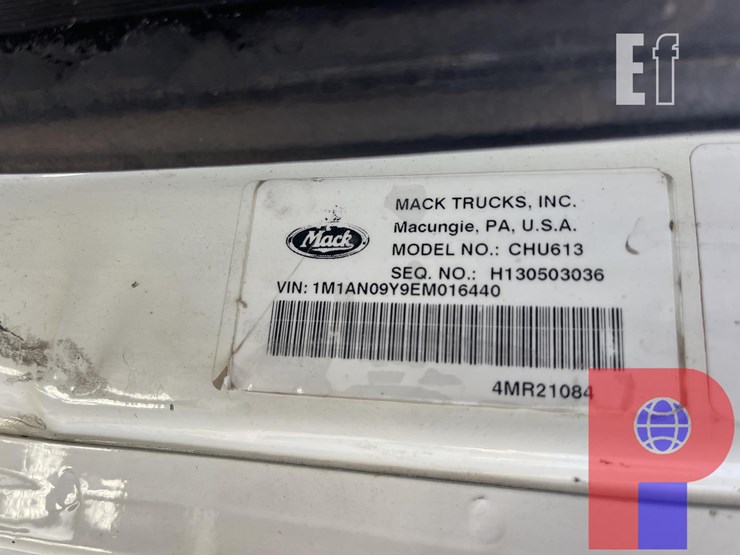 Ef
MACK TRUCKS, INC.
Macungie, PA, U.S.A.
Mack
MODEL NO.: CHU613
SEQ. NO.: H130503036
VIN: 1M1AN09Y9EM016440
4MR21084